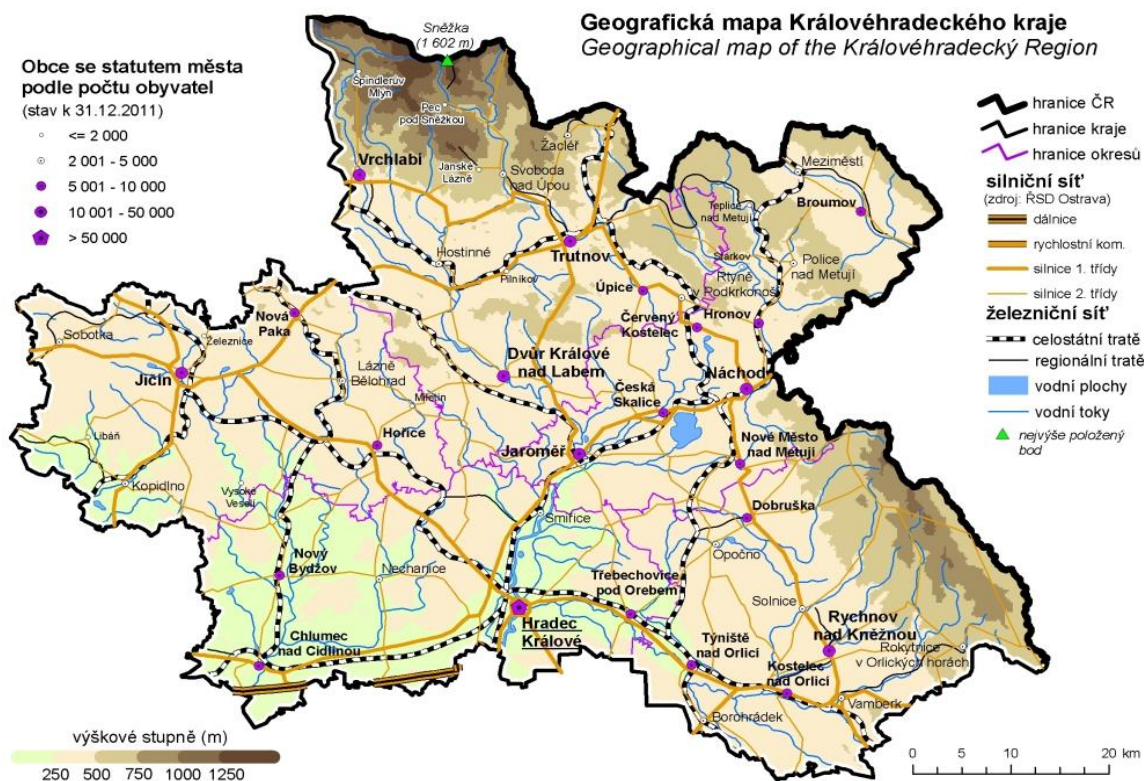 Geografická mapa Královéhradeckého kraje
Geographical map of the Královéhradecký Region
Obce se statutem města
podle počtu obyvatel
(stav k 31.12.2011)
<= 2 000
2 001 - 5 000
5 001 - 10 000
10 001 - 50 000
> 50 000
hranice ČR
hranice kraje
hranice okresů
silniční síť
(zdroj: ŘSD Ostrava)
dálnice
rychlostní kom.
silnice 1. třídy
silnice 2. třídy
železniční síť
celostátní tratě
regionální tratě
vodní plochy
vodní toky
nejvýše položený
bod
Sněžka
(1 602 m)
Špindlerův
Mlýn
Pec
pod Sněžkou
Žacléř
Vrchlabí
Janské
Lázně
Svoboda
nad Úpou
Meziměstí
Teplice
nad Metují
Broumov
Hostinné
Trutnov
Pilníkov
Stárkov
Police
nad Metují
Rtyně
v Podkrkonoší
Úpice
Nová
Paka
Červený
Kostelec
Hronov
Sobotka
Železnice
Jičín
Lázně
Bělohrad
Dvůr Králové
nad Labem
Náchod
Česká
Skalice
Miletín
Libáň
Hořice
Jaroměř
Nové Město
nad Metují
Kopidlno
Vysoké
Veselí
Smiřice
Dobruška
Opočno
Nový
Bydžov
Nechanice
Třebechovice
pod Orebem
Solnice
Hradec
Králové
Rychnov
nad Kněžnou
Chlumec
nad Cidlinou
Týniště
nad Orlicí
Rokytnice
v Orlických horách
Kostelec
nad Orlicí
Vamberk
Borohrádek
výškové stupně (m)
250 500 750 1000 1250
0 5 10 20 km